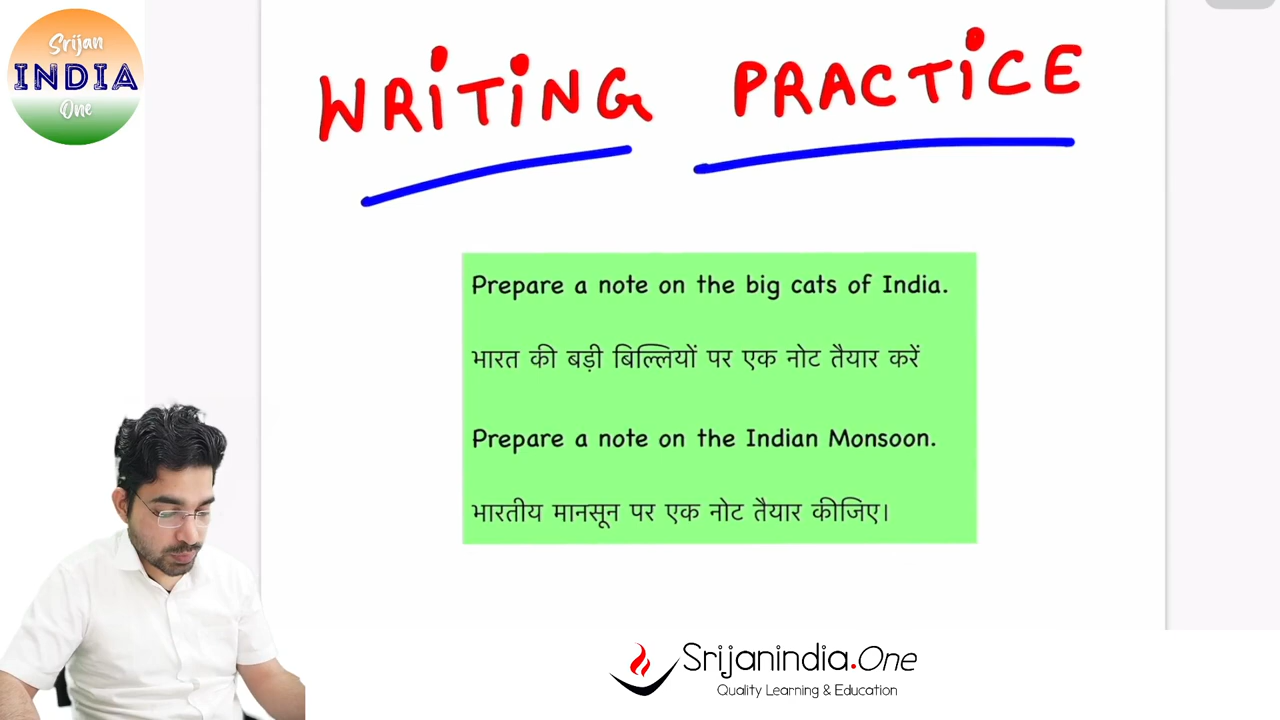 Srijan
INDIA
One
WRITING PRACTICE
Prepare a note on the big cats of India.
भारत की बड़ी बिल्लियों पर एक नोट तैयार करें
Prepare a note on the Indian Monsoon.
भारतीय मानसून पर एक नोट तैयार कीजिए।
Srijanindia.One
Quality Learning & Education